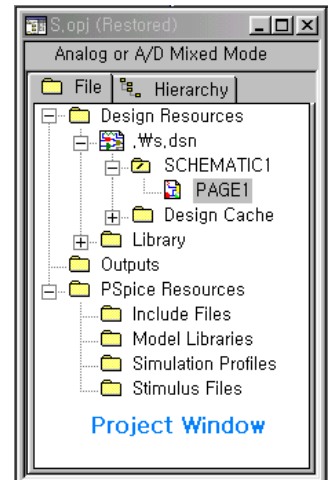 S.opj (Restored)
Analog or A/D Mixed Mode
File Hierarchy
Design Resources
.₩s.dsn
SCHEMATIC1
PAGE1
Design Cache
Library
Outputs
PSpice Resources
Include Files
Model Libraries
Simulation Profiles
Stimulus Files
Project Window